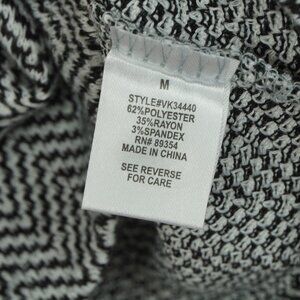 M
STYLE#VK34440
62%POLYESTER
35%RAYON
3%SPANDEX
RN# 89354
MADE IN CHINA
SEE REVERSE
FOR CARE